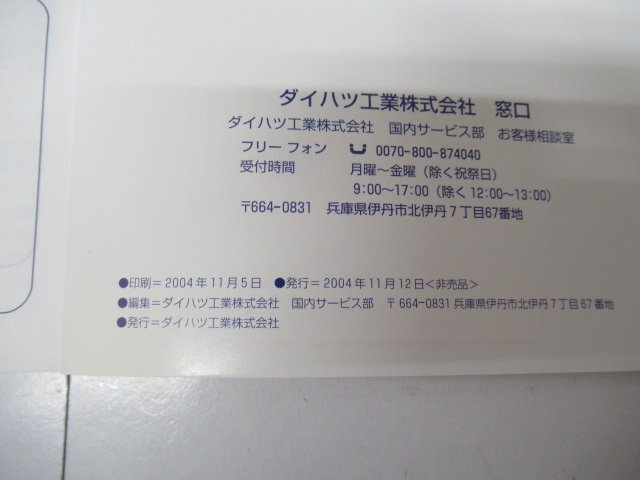 ダイハツ工業株式会社 窓口
ダイハツ工業株式会社 国内サービス部 お客様相談室
フリー フォン 0070-800-874040
受付時間 月曜～金曜（除く祝祭日）
9:00～17:00（除く12:00～13:00）
〒664-0831 兵庫県伊丹市北伊丹７丁目67番地
●印刷＝2004年11月5日 ●発行＝2004年11月12日＜非売品＞
●編集＝ダイハツ工業株式会社 国内サービス部 〒664-0831兵庫県伊丹市北伊丹７丁目67番地
●発行＝ダイハツ工業株式会社